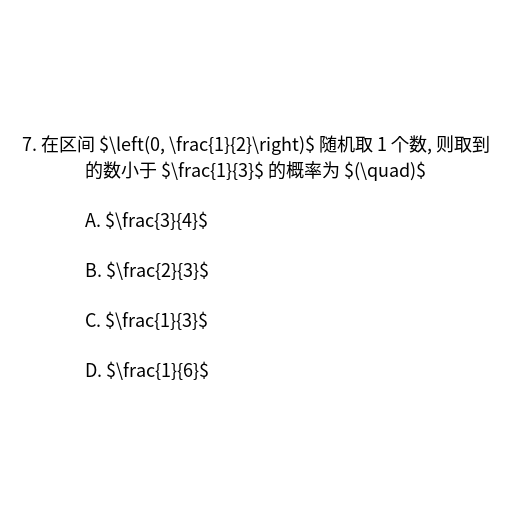 7. 在区间 $\left(0, \frac{1}{2}\right)$ 随机取 1 个数, 则取到
的数小于 $\frac{1}{3}$ 的概率为 $(\quad)$
A. $\frac{3}{4}$
B. $\frac{2}{3}$
C. $\frac{1}{3}$
D. $\frac{1}{6}$